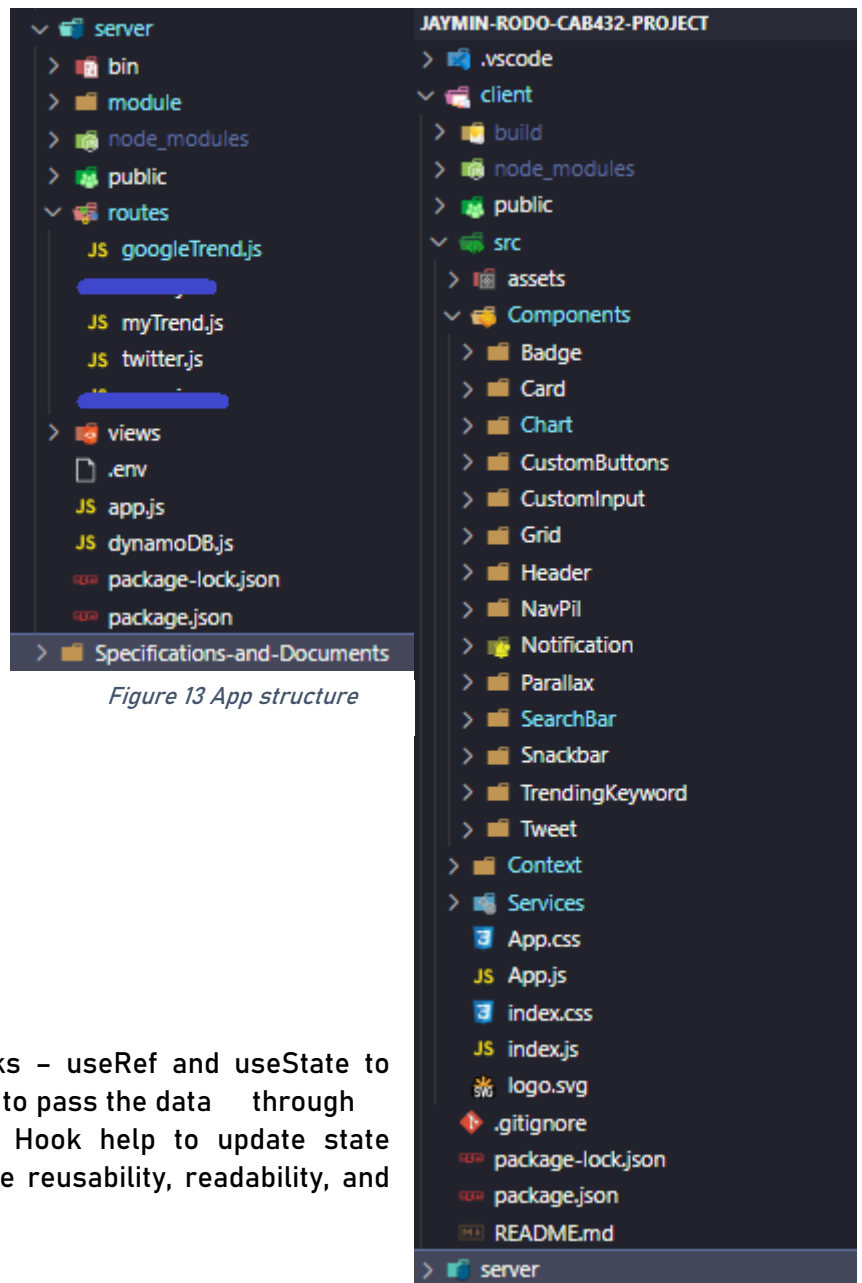 server
bin
module
node_modules
public
routes
JS googleTrend.js
JS myTrend.js
JS twitter.js
views
.env
JS app.js
JS dynamoDB.js
package-lock.json
package.json
Specifications-and-Documents
Figure 13 App structure
ks – useRef and useState to
to pass the data through
Hook help to update state
e reusability, readability, and
JAYMIN-RODO-CAB432-PROJECT
.vscode
client
build
node_modules
public
src
assets
Components
Badge
Card
Chart
CustomButtons
CustomInput
Grid
Header
NavPil
Notification
Parallax
SearchBar
Snackbar
TrendingKeyword
Tweet
Context
Services
App.css
JS App.js
index.css
JS index.js
logo.svg
.gitignore
package-lock.json
package.json
README.md
server